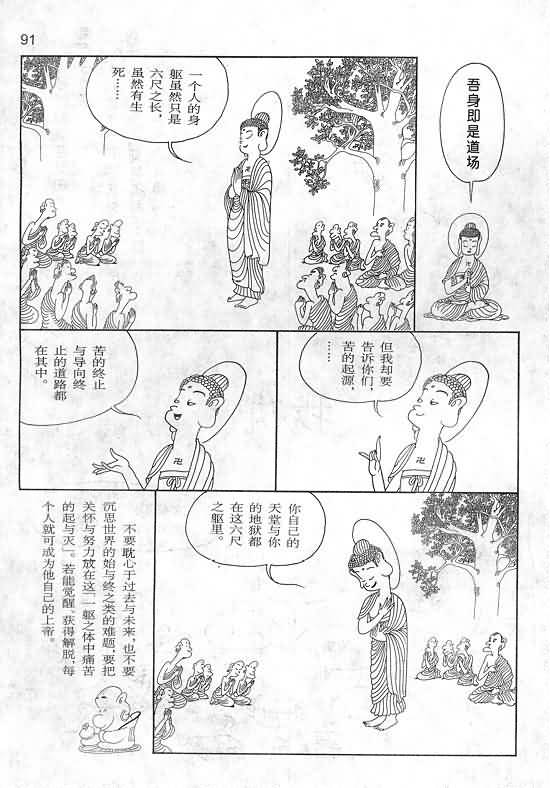 91
吾身即是道场
一个人的身
躯虽然只是
六尺之长，
虽然有生
死……
但我却要
告诉你们，
苦的起源，
……
苦的终止
与导向终
止的道路都
在其中。
你自己的
天堂与你
的地狱都
在这六尺
之躯里。
不要耽心于过去与未来，也不要
沉思世界的始与终之类的难题，要把
关怀与努力放在这「一躯之体中痛苦
的起与灭」。若能觉醒。获得解脱，每
个人就可成为他自己的上帝。